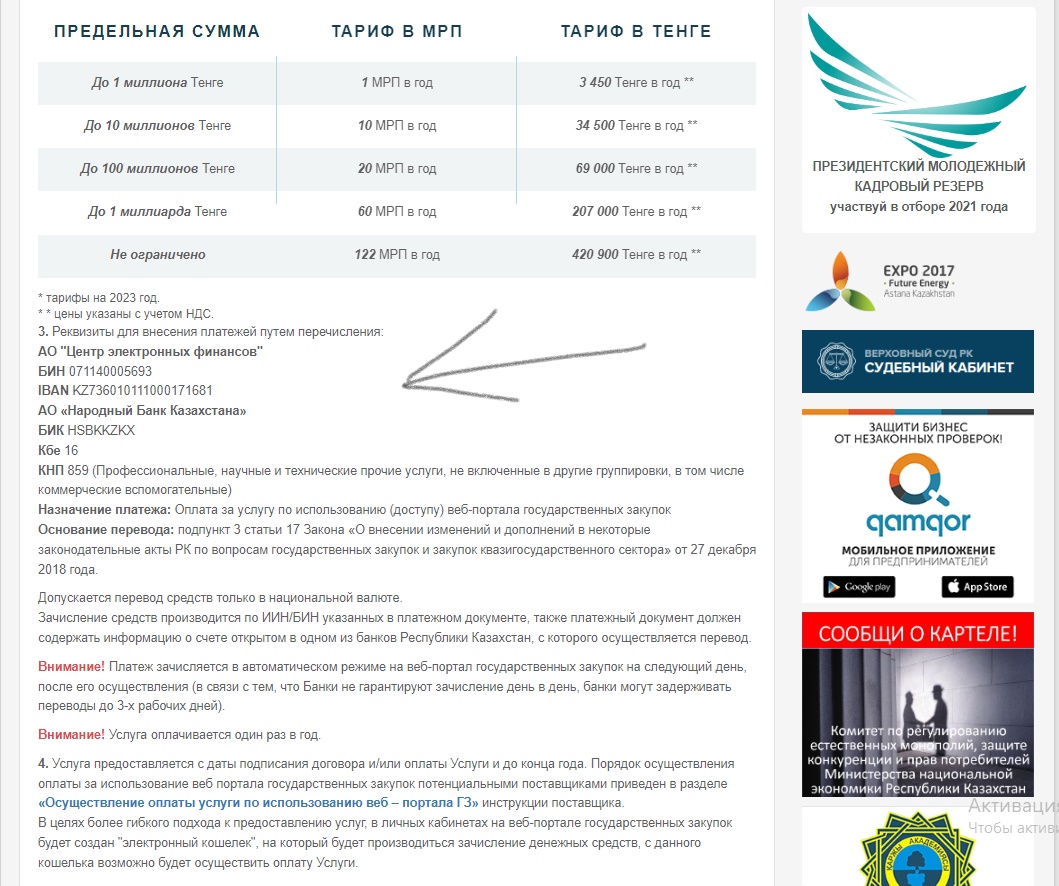 ПРЕДЕЛЬНАЯ СУММА ТАРИФ В МРП ТАРИФ В ТЕНГЕ
До 1 миллиона Тенге 1 МРП в год 3 450 Тенге в год **
До 10 миллионов Тенге 10 МРП в год 34 500 Тенге в год **
До 100 миллионов Тенге 20 МРП в год 69 000 Тенге в год **
До 1 миллиарда Тенге 60 МРП в год 207 000 Тенге в год **
Не ограничено 122 МРП в год 420 900 Тенге в год **
* тарифы на 2023 год.
* * цены указаны с учетом НДС.
3. Реквизиты для внесения платежей путем перечисления:
АО "Центр электронных финансов"
БИН 071140005693
IBAN KZ736010111000171681
АО «Народный Банк Казахстана»
БИК HSBKKZKX
Кбе 16
КНП 859 (Профессиональные, научные и технические прочие услуги, не включенные в другие группировки, в том числе
коммерческие вспомогательные)
Назначение платежа: Оплата за услугу по использованию (доступу) веб-портала государственных закупок
Основание перевода: подпункт 3 статьи 17 Закона «О внесении изменений и дополнений в некоторые
законодательные акты РК по вопросам государственных закупок и закупок квазигосударственного сектора» от 27 декабря
2018 года.
Допускается перевод средств только в национальной валюте.
Зачисление средств производится по ИИН/БИН указанных в платежном документе, также платежный документ должен
содержать информацию о счете открытом в одном из банков Республики Казахстан, с которого осуществляется перевод.
Внимание! Платеж зачисляется в автоматическом режиме на веб-портал государственных закупок на следующий день,
после его осуществления (в связи с тем, что Банки не гарантируют зачисление день в день, банки могут задерживать
переводы до 3-х рабочих дней).
Внимание! Услуга оплачивается один раз в год.
4. Услуга предоставляется с даты подписания договора и/или оплаты Услуги и до конца года. Порядок осуществления
оплаты за использование веб портала государственных закупок потенциальными поставщиками приведен в разделе
«Осуществление оплаты услуги по использованию веб – портала ГЗ» инструкции поставщика.
В целях более гибкого подхода к предоставлению услуг, в личных кабинетах на веб-портале государственных закупок
будет создан "электронный кошелек", на который будет производиться зачисление денежных средств, с данного
кошелька возможно будет осуществить оплату Услуги.
ПРЕЗИДЕНТСКИЙ МОЛОДЕЖНЫЙ
КАДРОВЫЙ РЕЗЕРВ
участвуй в отборе 2021 года
EXPO 2017
· Future Energy ·
Astana Kazakhstan
ВЕРХОВНЫЙ СУД РК
СУДЕБНЫЙ КАБИНЕТ
ЗАЩИТИ БИЗНЕС
ОТ НЕЗАКОННЫХ ПРОВЕРОК!
qamqor
МОБИЛЬНОЕ ПРИЛОЖЕНИЕ
ДЛЯ ПРЕДПРИНИМАТЕЛЕЙ
Google play App Store
СООБЩИ О КАРТЕЛЕ!
Комитет по регулированию
естественных монополий, защите
конкуренции и прав потребителей
Министерства национальной
экономики Республики Казахстан
Активация
Чтобы активи
ҚАРЖЫ АКАДЕМИЯСЫ